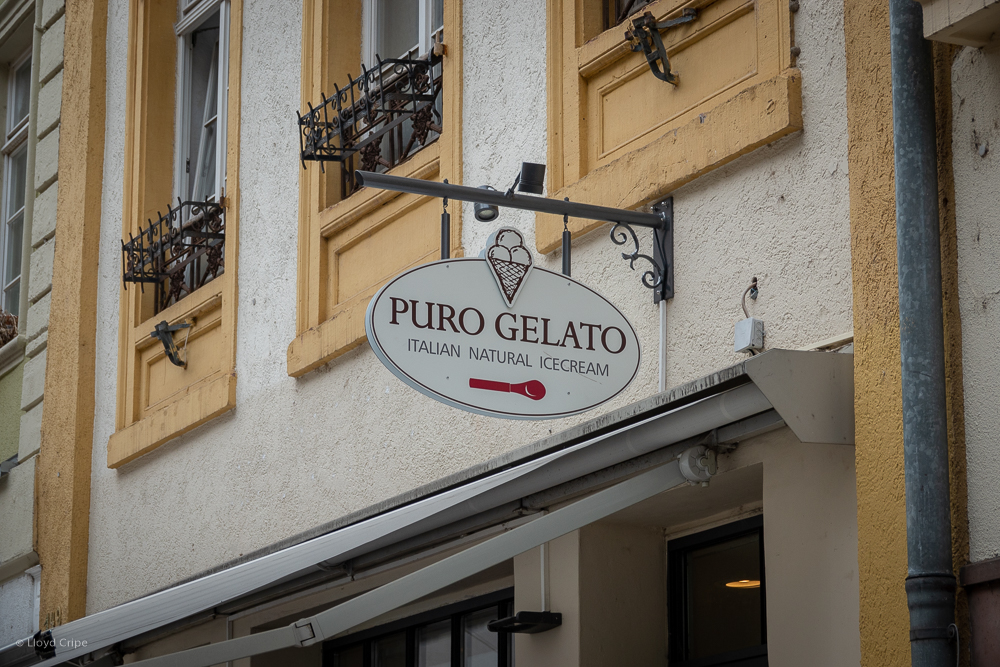 PURO GELATO
ITALIAN NATURAL ICECREAM
© Lloyd Cripe